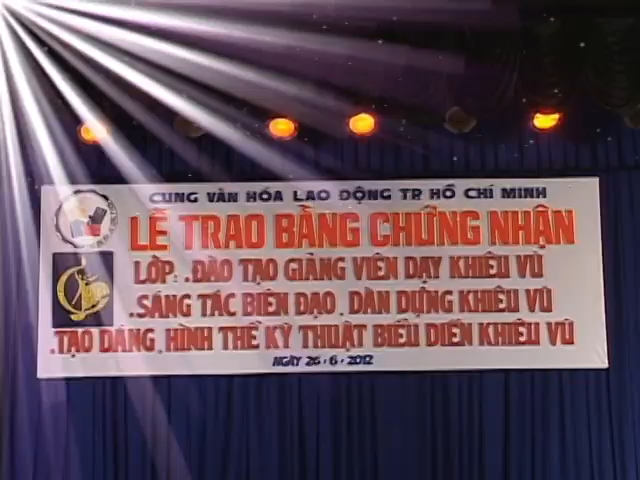 CUNG VĂN HÓA LAO ĐỘNG TP HỒ CHÍ MINH
LỄ TRAO BẰNG CHỨNG NHẬN
LỚP: .ĐÀO TẠO GIẢNG VIÊN DẠY KHIÊU VŨ
.SÁNG TÁC BIÊN ĐẠO. DÀN DỰNG KHIÊU VŨ
.TẠO DÁNG. HÌNH THỂ KỸ THUẬT BIỂU DIỄN KHIÊU VŨ
NGÀY 26.6.2012